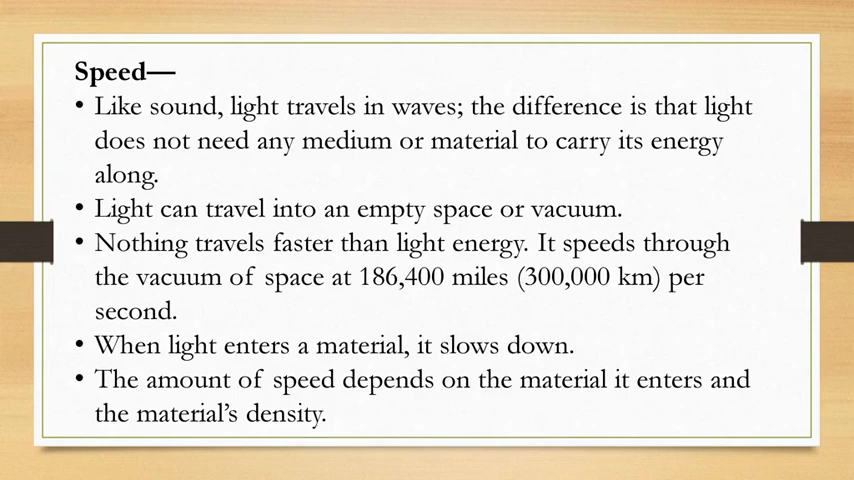 Speed—
• Like sound, light travels in waves; the difference is that light
does not need any medium or material to carry its energy
along.
• Light can travel into an empty space or vacuum.
• Nothing travels faster than light energy. It speeds through
the vacuum of space at 186,400 miles (300,000 km) per
second.
• When light enters a material, it slows down.
• The amount of speed depends on the material it enters and
the material’s density.